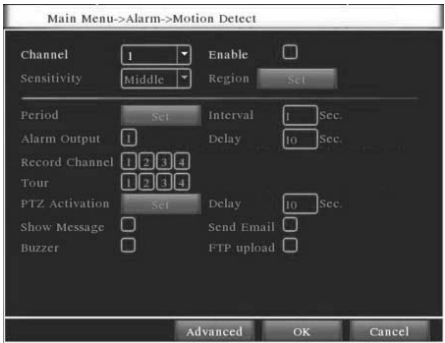 Main Menu->Alarm->Motion Detect
Channel 1 Enable
Sensitivity Middle Region Set
Period Set Interval 1 Sec.
Alarm Output 1 Delay 10 Sec.
Record Channel 1 2 3 4
Tour 1 2 3 4
PTZ Activation Set Delay 10 Sec.
Show Message Send Email
Buzzer FTP upload
Advanced OK Cancel